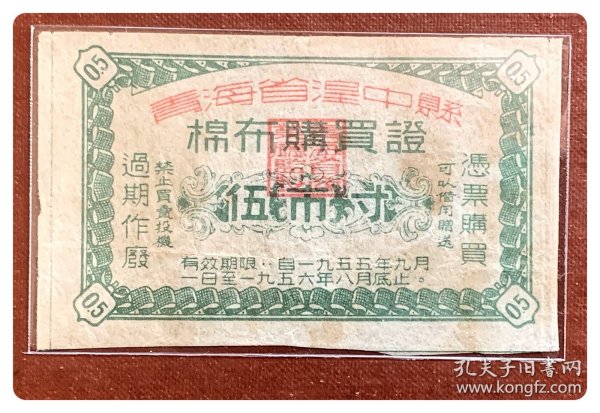 05
05
青海省湟中縣
棉布購買證
憑票購買
可以借用贈送
伍市寸
禁止買賣投機
過期作廢
有效期限：自一九五五年九月
一日至一九五六年八月底止。
05
05
孔夫子旧书网
www.kongfz.com